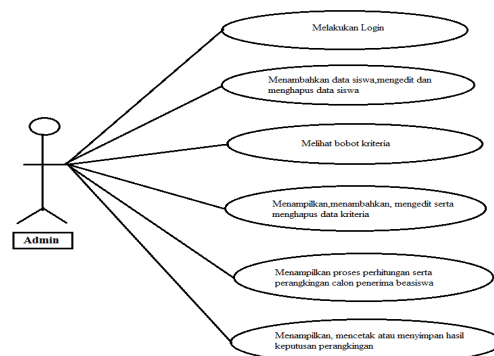 Melakukan Login
Menambahkan data siswa,mengedit dan
menghapus data siswa
Melihat bobot kriteria
Menampilkan,menambahkan, mengedit serta
menghapus data kriteria
Admin
Menampilkan proses perhitungan serta
perangkingan calon penerima beasiswa
Menampilkan, mencetak atau menyimpan hasil
keputusan perangkingan